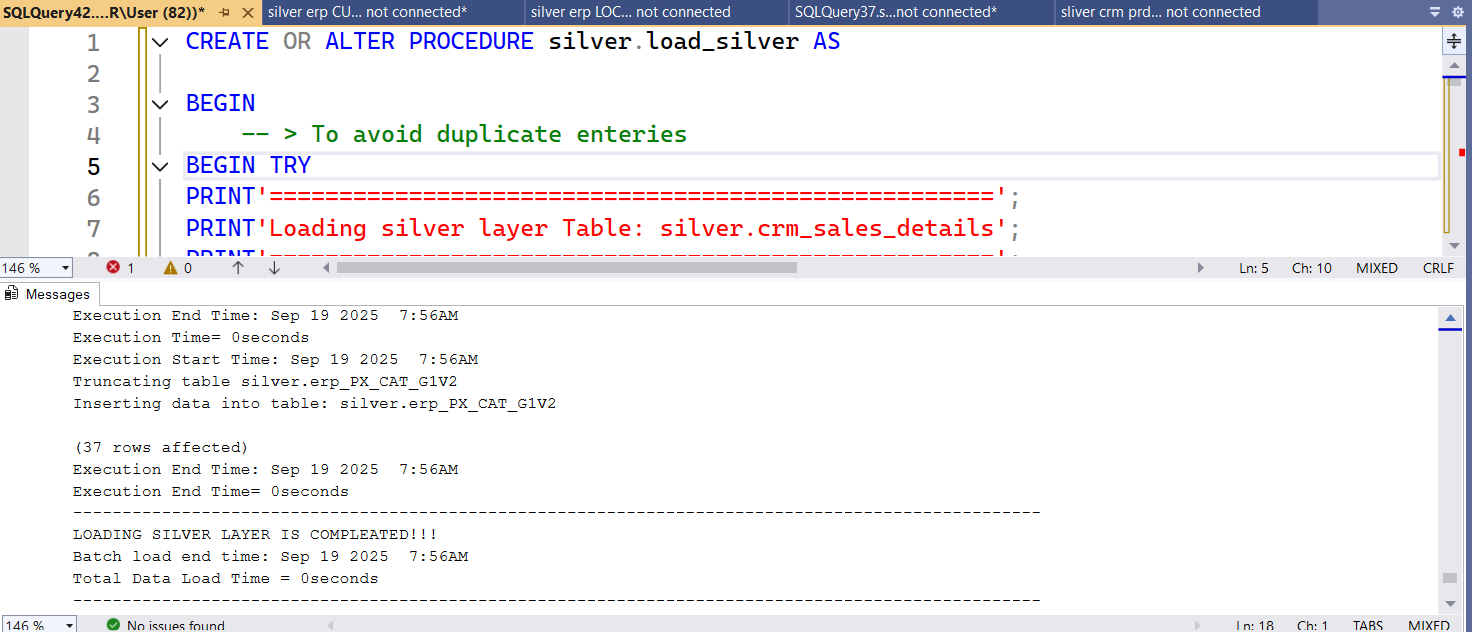 SQLQuery42....R\User (82))* silver erp CU... not connected* silver erp LOC... not connected SQLQuery37.s...not connected* sliver crm prd... not connected
1 CREATE OR ALTER PROCEDURE silver.load_silver AS
2
3 BEGIN
4 -- > To avoid duplicate enteries
5 BEGIN TRY
6 PRINT'====================================================';
7 PRINT'Loading silver layer Table: silver.crm_sales_details';
8 PRINT'====================================================';
146 % 1 0 Ln: 5 Ch: 10 MIXED CRLF
Messages
Execution End Time: Sep 19 2025  7:56AM
Execution Time= 0seconds
Execution Start Time: Sep 19 2025  7:56AM
Truncating table silver.erp_PX_CAT_G1V2
Inserting data into table: silver.erp_PX_CAT_G1V2
(37 rows affected)
Execution End Time: Sep 19 2025  7:56AM
Execution End Time= 0seconds
--------------------------------------------------------------------------------------------------
LOADING SILVER LAYER IS COMPLEATED!!!
Batch load end time: Sep 19 2025  7:56AM
Total Data Load Time = 0seconds
--------------------------------------------------------------------------------------------------
146 % No issues found Ln: 18 Ch: 1 TABS MIXED